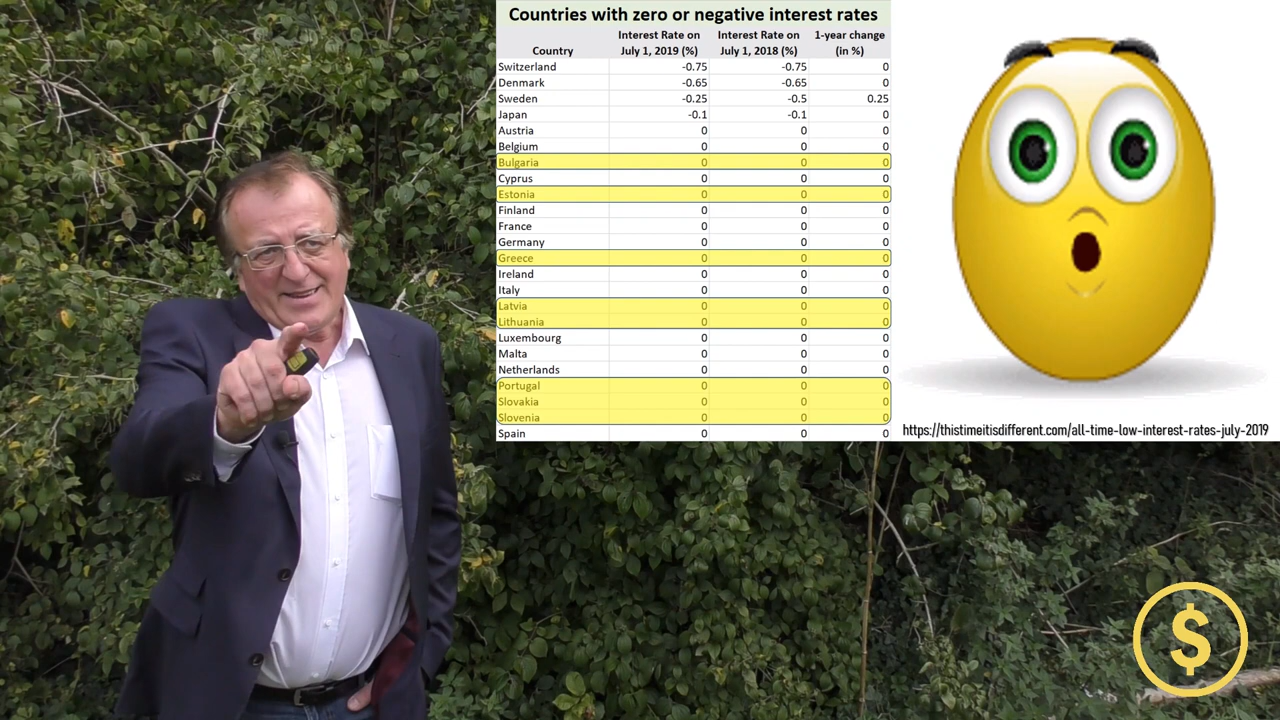 Countries with zero or negative interest rates
Country Interest Rate on July 1, 2019 (%) Interest Rate on July 1, 2018 (%) 1-year change (in %)
Switzerland -0.75 -0.75 0
Denmark -0.65 -0.65 0
Sweden -0.25 -0.5 0.25
Japan -0.1 -0.1 0
Austria 0 0 0
Belgium 0 0 0
Bulgaria 0 0 0
Cyprus 0 0 0
Estonia 0 0 0
Finland 0 0 0
France 0 0 0
Germany 0 0 0
Greece 0 0 0
Ireland 0 0 0
Italy 0 0 0
Latvia 0 0 0
Lithuania 0 0 0
Luxembourg 0 0 0
Malta 0 0 0
Netherlands 0 0 0
Portugal 0 0 0
Slovakia 0 0 0
Slovenia 0 0 0
Spain 0 0 0
https://thistimeitisdifferent.com/all-time-low-interest-rates-july-2019
$